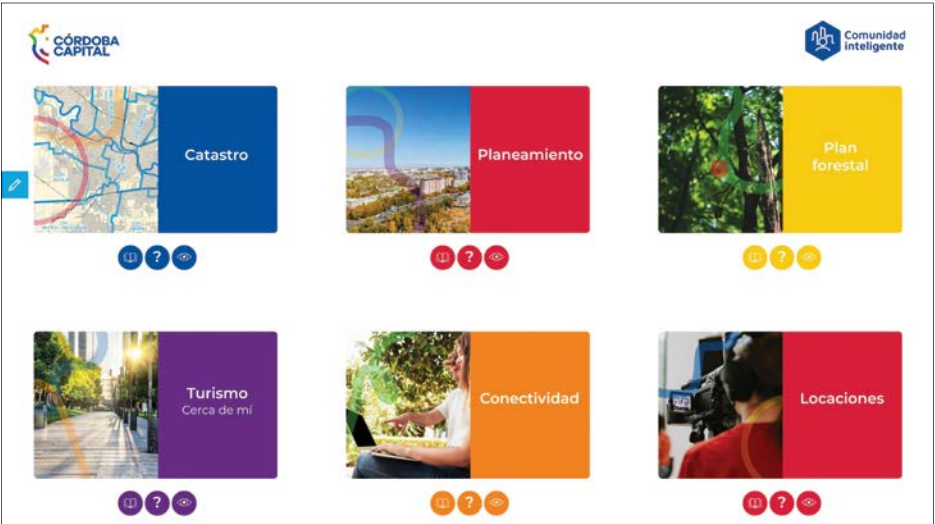 CÓRDOBA
CAPITAL
Comunidad
inteligente
Catastro
Planeamiento
Plan
forestal
?
?
?
Turismo
Cerca de mí
Conectividad
Locaciones
?
?
?